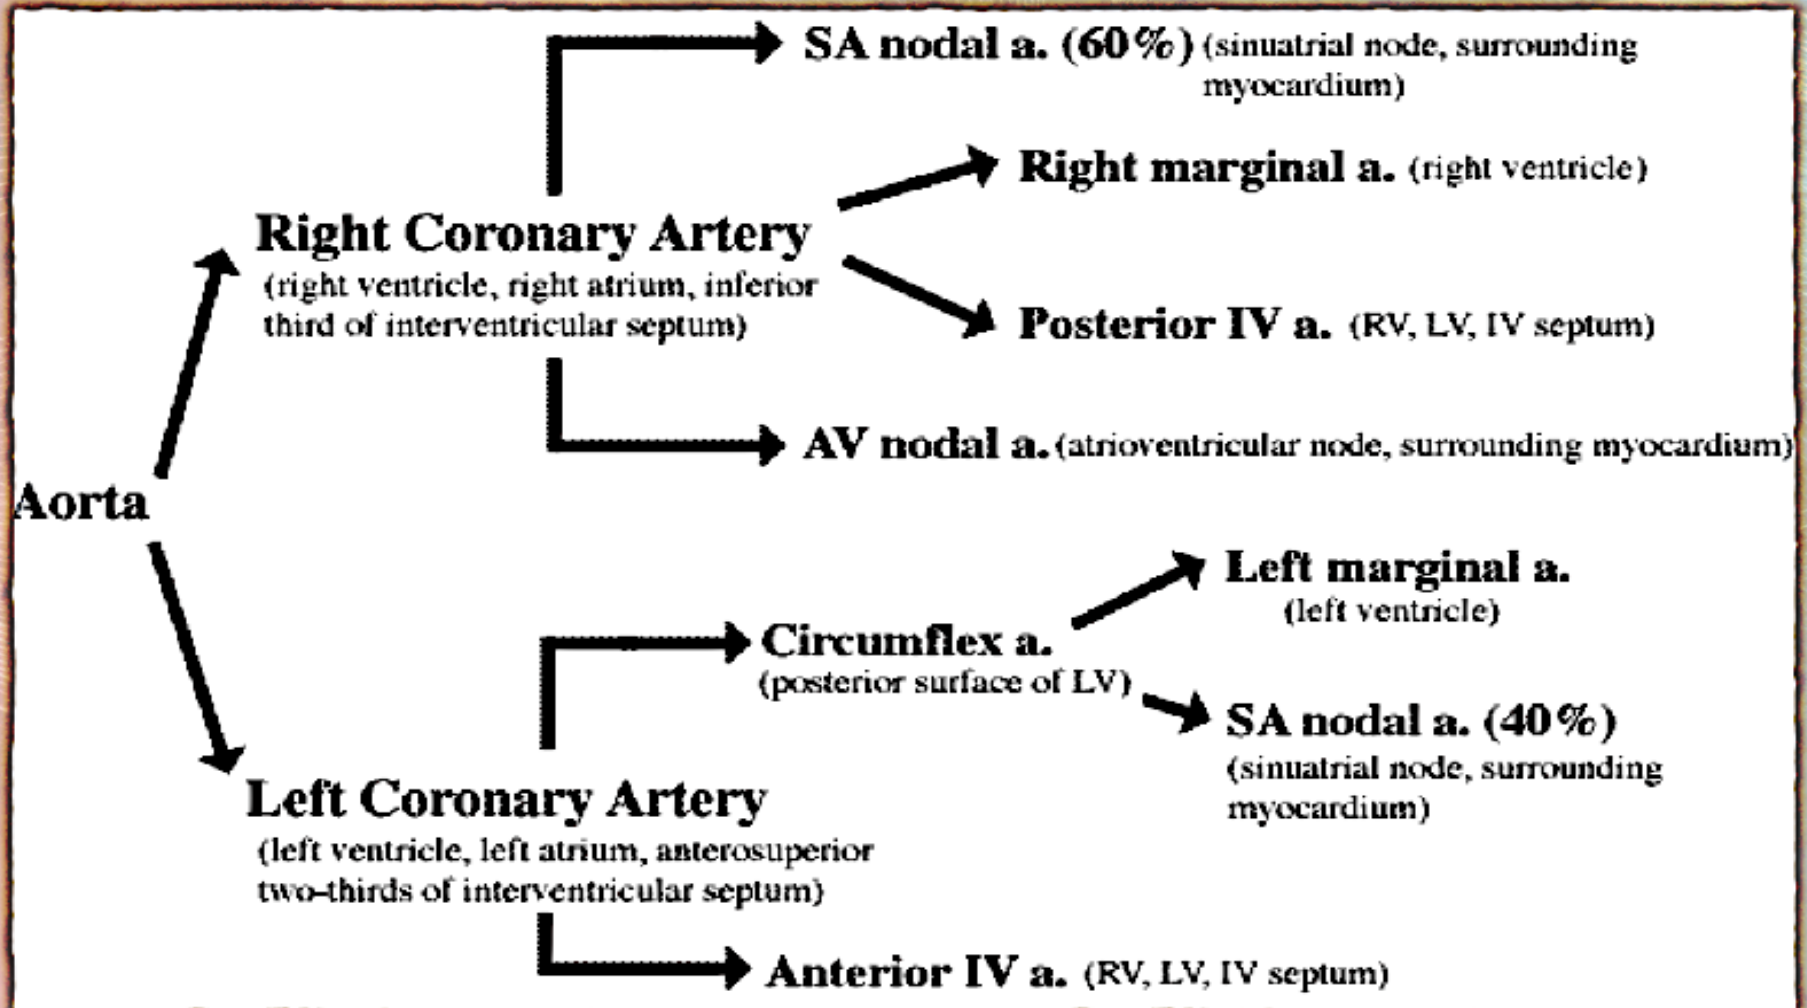 SA nodal a. (60%) (sinuatrial node, surrounding
myocardium)
Right marginal a. (right ventricle)
Right Coronary Artery
(right ventricle, right atrium, inferior
third of interventricular septum)
Posterior IV a. (RV, LV, IV septum)
AV nodal a. (atrioventricular node, surrounding myocardium)
Aorta
Left marginal a.
(left ventricle)
Circumflex a.
(posterior surface of LV)
SA nodal a. (40%)
(sinuatrial node, surrounding
myocardium)
Left Coronary Artery
(left ventricle, left atrium, anterosuperior
two-thirds of interventricular septum)
Anterior IV a. (RV, LV, IV septum)